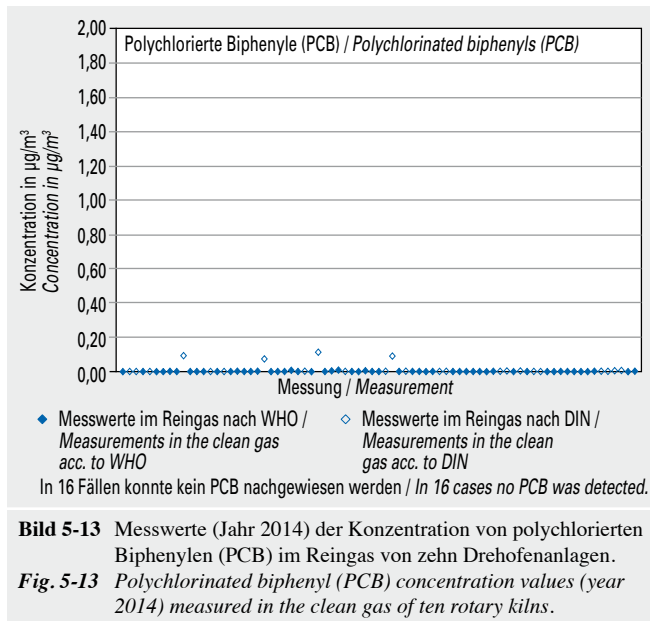 2,00
Polychlorierte Biphenyle (PCB) / Polychlorinated biphenyls (PCB)
1,80
1,60
1,40
1,20
1,00
0,80
0,60
0,40
0,20
0,00
Konzentration in µg/m³
Concentration in µg/m³
Messung / Measurement
Messwerte im Reingas nach WHO /
Measurements in the clean gas
acc. to WHO
Messwerte im Reingas nach DIN /
Measurements in the clean
gas acc. to DIN
In 16 Fällen konnte kein PCB nachgewiesen werden / In 16 cases no PCB was detected.
Bild 5-13 Messwerte (Jahr 2014) der Konzentration von polychlorierten
Biphenylen (PCB) im Reingas von zehn Drehofenanlagen.
Fig. 5-13 Polychlorinated biphenyl (PCB) concentration values (year
2014) measured in the clean gas of ten rotary kilns.